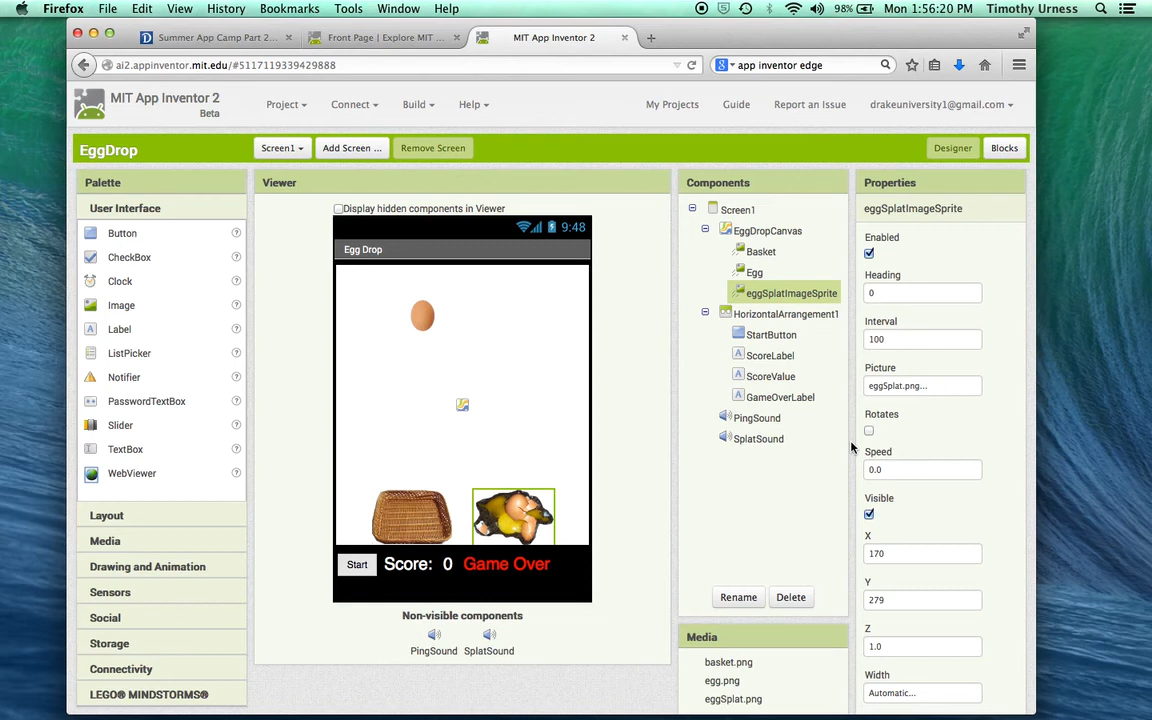 Firefox File Edit View History Bookmarks Tools Window Help 98% Mon 1:56:20 PM Timothy Urness
Summer App Camp Part 2... Front Page | Explore MIT ... MIT App Inventor 2
ai2.appinventor.mit.edu/#5117119339429888 app inventor edge
MIT App Inventor 2
Beta
Project Connect Build Help My Projects Guide Report an Issue drakeuniversity1@gmail.com
EggDrop Screen1 Add Screen ... Remove Screen Designer Blocks
Palette
User Interface
Button
CheckBox
Clock
Image
Label
ListPicker
Notifier
PasswordTextBox
Slider
TextBox
WebViewer
Layout
Media
Drawing and Animation
Sensors
Social
Storage
Connectivity
LEGO® MINDSTORMS®
Viewer
Display hidden components in Viewer
9:48
Egg Drop
Start Score: 0 Game Over
Non-visible components
PingSound SplatSound
Components
Screen1
EggDropCanvas
Basket
Egg
eggSplatImageSprite
HorizontalArrangement1
StartButton
ScoreLabel
ScoreValue
GameOverLabel
PingSound
SplatSound
Rename Delete
Media
basket.png
egg.png
eggSplat.png
Properties
eggSplatImageSprite
Enabled
Heading
0
Interval
100
Picture
eggSplat.png...
Rotates
Speed
0.0
Visible
X
170
Y
279
Z
1.0
Width
Automatic...